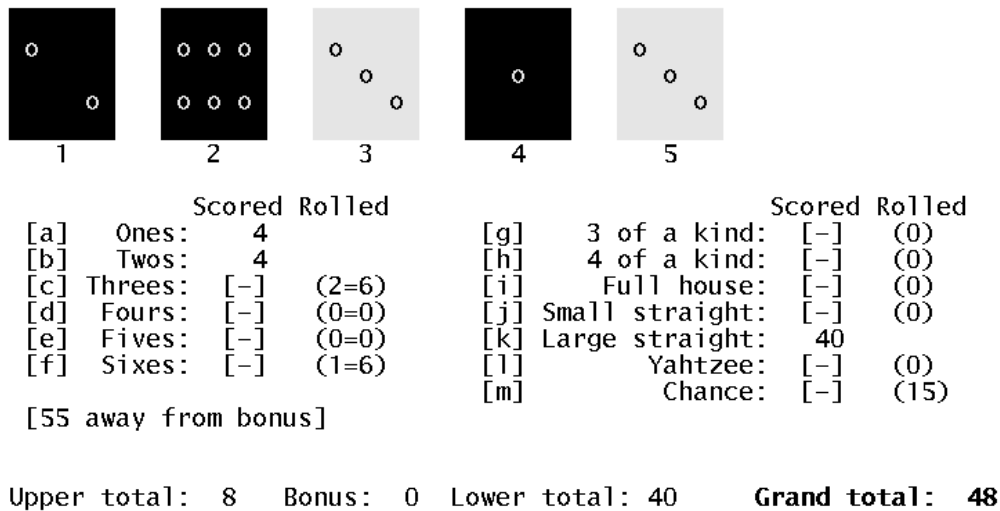 1 2 3 4 5
Scored Rolled Scored Rolled
[a] Ones: 4 [g] 3 of a kind: [-] (0)
[b] Twos: 4 [h] 4 of a kind: [-] (0)
[c] Threes: [-] (2=6) [i] Full house: [-] (0)
[d] Fours: [-] (0=0) [j] Small straight: [-] (0)
[e] Fives: [-] (0=0) [k] Large straight: 40
[f] Sixes: [-] (1=6) [l] Yahtzee: [-] (0)
[m] Chance: [-] (15)
[55 away from bonus]
Upper total: 8 Bonus: 0 Lower total: 40 Grand total: 48